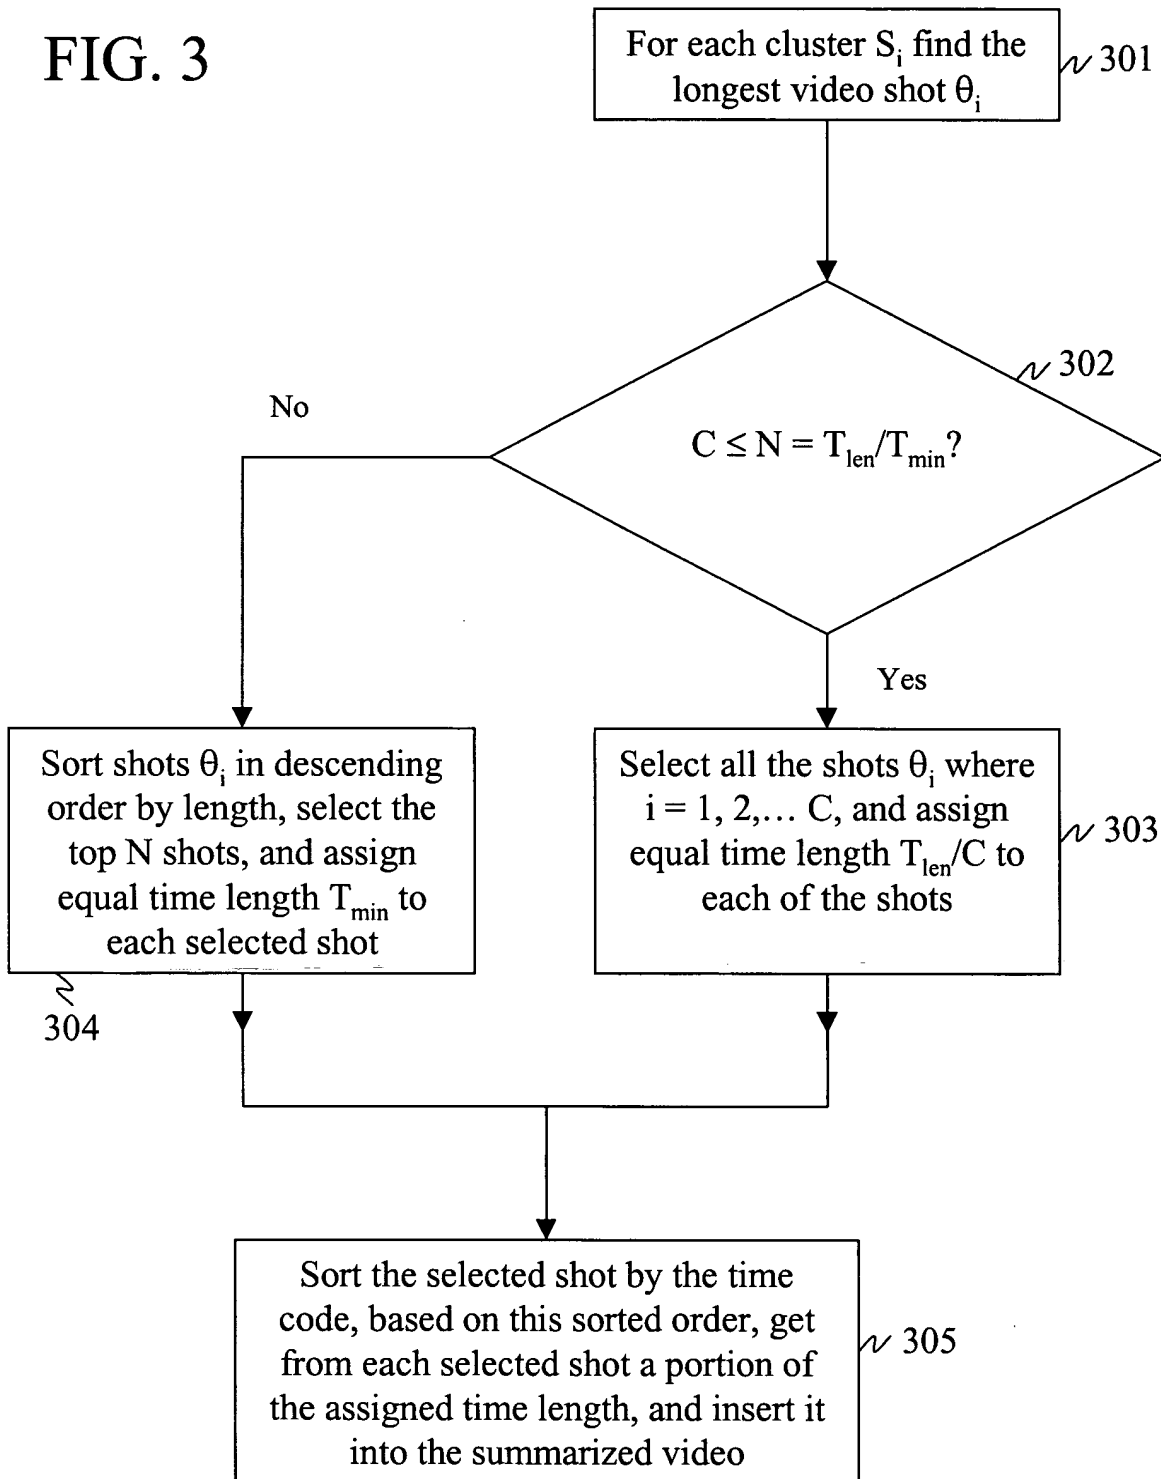 FIG. 3
For each cluster Sᵢ find the
longest video shot θᵢ
301
302
No
C ≤ N = T_len/T_min?
Yes
Sort shots θᵢ in descending
order by length, select the
top N shots, and assign
equal time length T_min to
each selected shot
304
Select all the shots θᵢ where
i = 1, 2,... C, and assign
equal time length T_len/C to
each of the shots
303
Sort the selected shot by the time
code, based on this sorted order, get
from each selected shot a portion of
the assigned time length, and insert it
into the summarized video
305